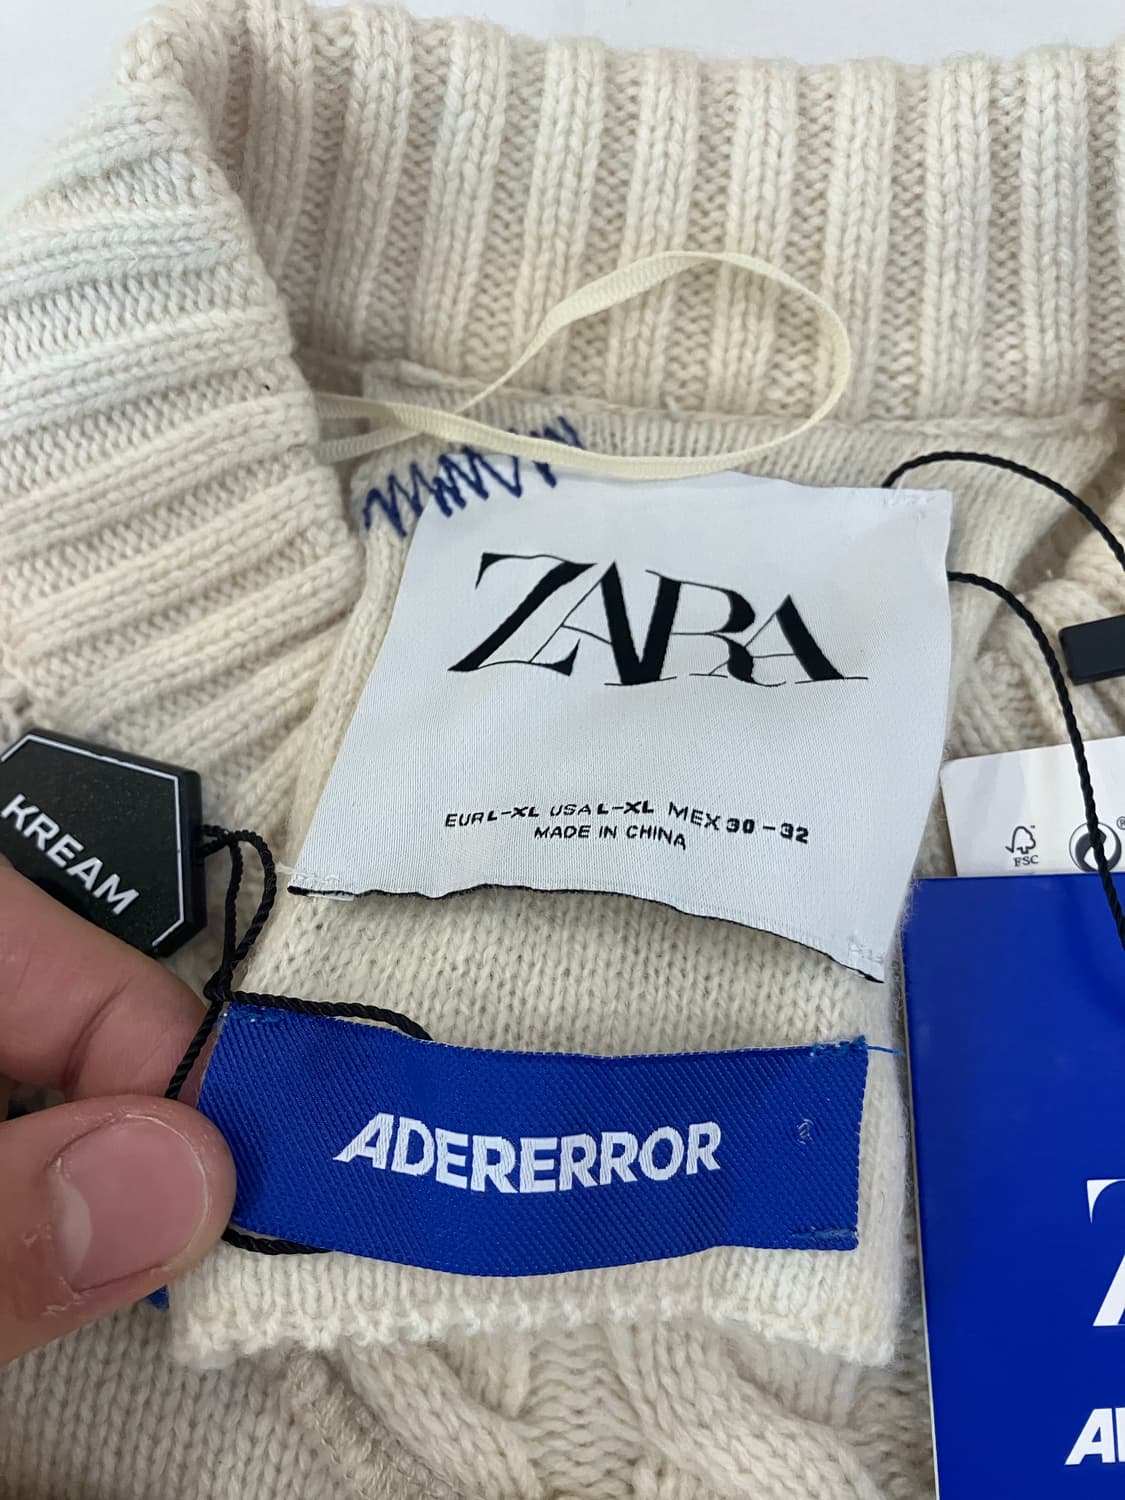 ZARA
EUR L-XL USA L-XL MEX 30-32
MADE IN CHINA
KREAM
FSC
ADERERROR